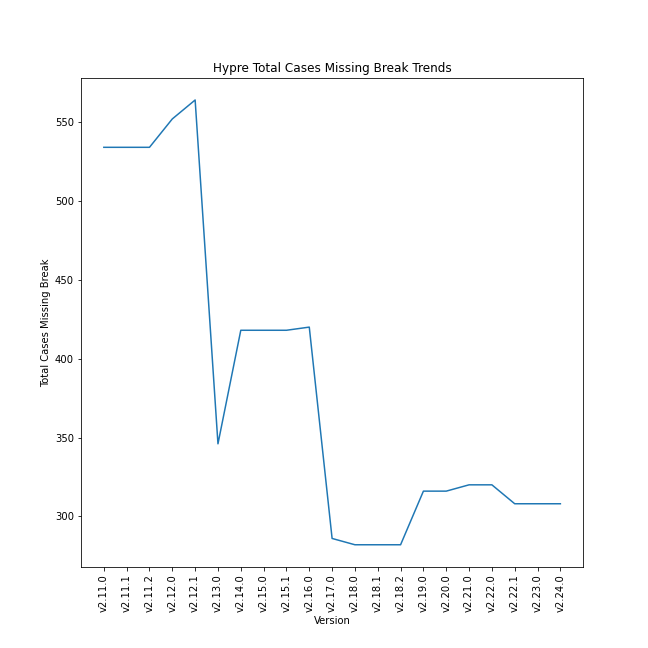 Hypre Total Cases Missing Break Trends
Total Cases Missing Break
550
500
450
400
350
300
v2.11.0
v2.11.1
v2.11.2
v2.12.0
v2.12.1
v2.13.0
v2.14.0
v2.15.0
v2.15.1
v2.16.0
v2.17.0
v2.18.0
v2.18.1
v2.18.2
v2.19.0
v2.20.0
v2.21.0
v2.22.0
v2.22.1
v2.23.0
v2.24.0
Version